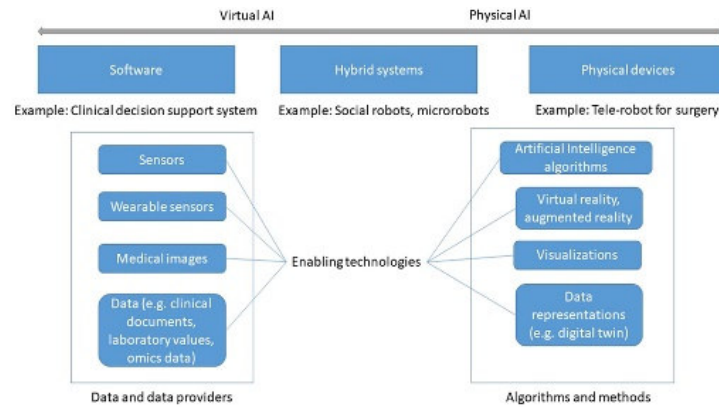 Virtual AI
Physical AI
Software
Hybrid systems
Physical devices
Example: Clinical decision support system
Example: Social robots, microrobots
Example: Tele-robot for surgery
Sensors
Wearable sensors
Medical images
Data (e.g. clinical
documents,
laboratory values,
omics data)
Data and data providers
Enabling technologies
Artificial Intelligence
algorithms
Virtual reality,
augmented reality
Visualizations
Data
representations
(e.g. digital twin)
Algorithms and methods